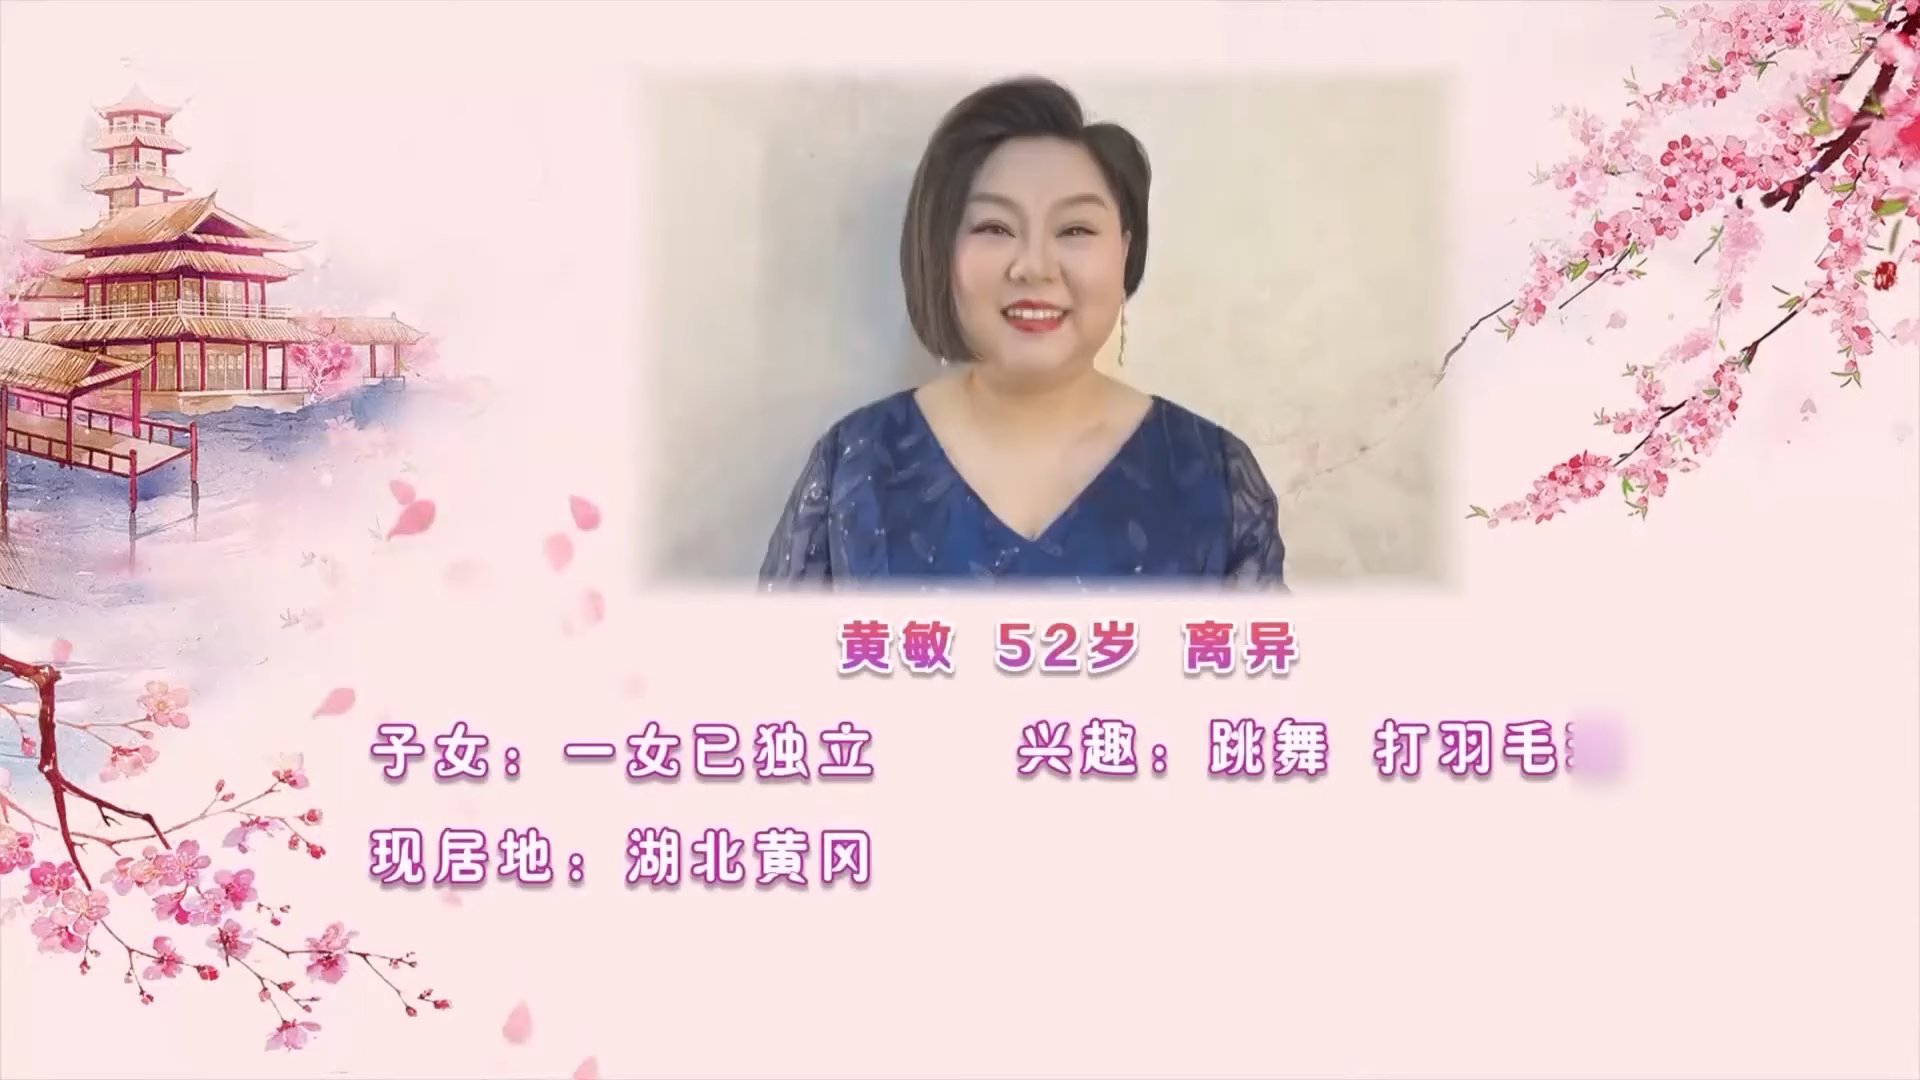 黄敏 52岁 离异
子女：一女已独立 兴趣：跳舞 打羽毛
现居地：湖北黄冈